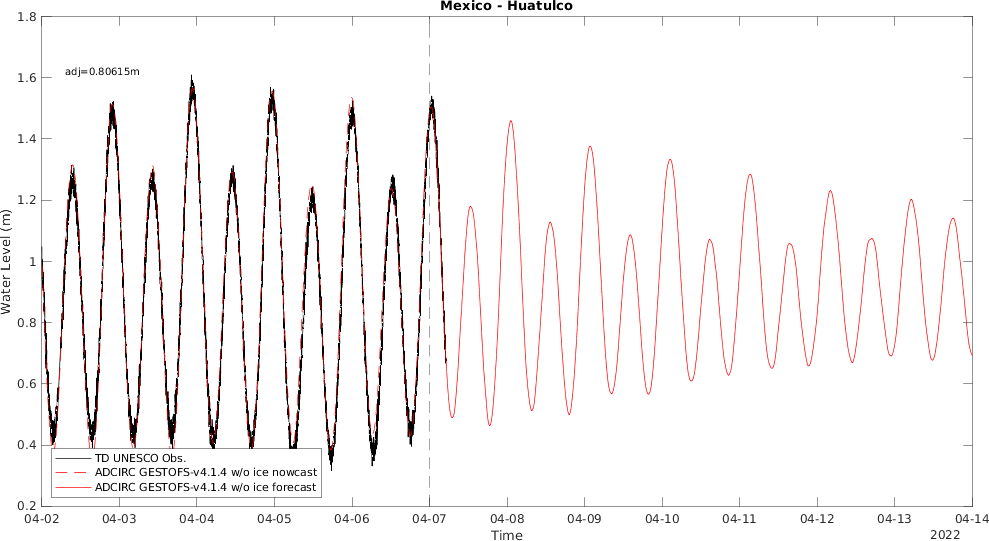 Mexico - Huatulco
1.8
1.6
1.4
1.2
1
0.8
0.6
0.4
0.2
Water Level (m)
adj=0.80615m
TD UNESCO Obs.
ADCIRC GESTOFS-v4.1.4 w/o ice nowcast
ADCIRC GESTOFS-v4.1.4 w/o ice forecast
04-02 04-03 04-04 04-05 04-06 04-07 04-08 04-09 04-10 04-11 04-12 04-13 04-14
Time
2022